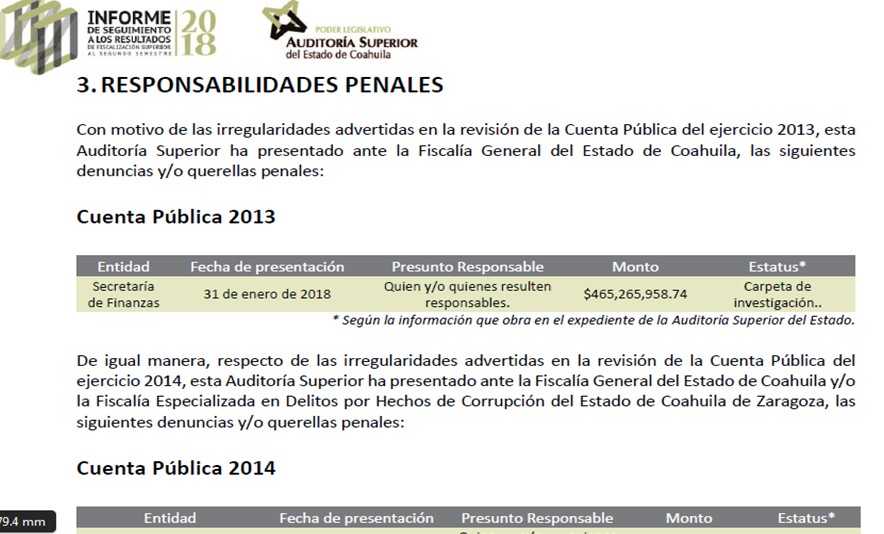 INFORME 2018
DE SEGUIMIENTO
A LOS RESULTADOS
DE FISCALIZACIÓN SUPERIOR
AL SEGUNDO SEMESTRE
PODER LEGISLATIVO
AUDITORÍA SUPERIOR
del Estado de Coahuila
3. RESPONSABILIDADES PENALES
Con motivo de las irregularidades advertidas en la revisión de la Cuenta Pública del ejercicio 2013, esta
Auditoría Superior ha presentado ante la Fiscalía General del Estado de Coahuila, las siguientes
denuncias y/o querellas penales:
Cuenta Pública 2013
Entidad Fecha de presentación Presunto Responsable Monto Estatus*
Secretaría de Finanzas 31 de enero de 2018 Quien y/o quienes resulten responsables. $465,265,958.74 Carpeta de investigación..
* Según la información que obra en el expediente de la Auditoría Superior del Estado.
De igual manera, respecto de las irregularidades advertidas en la revisión de la Cuenta Pública del
ejercicio 2014, esta Auditoría Superior ha presentado ante la Fiscalía General del Estado de Coahuila y/o
la Fiscalía Especializada en Delitos por Hechos de Corrupción del Estado de Coahuila de Zaragoza, las
siguientes denuncias y/o querellas penales:
Cuenta Pública 2014
79.4 mm
Entidad Fecha de presentación Presunto Responsable Monto Estatus*